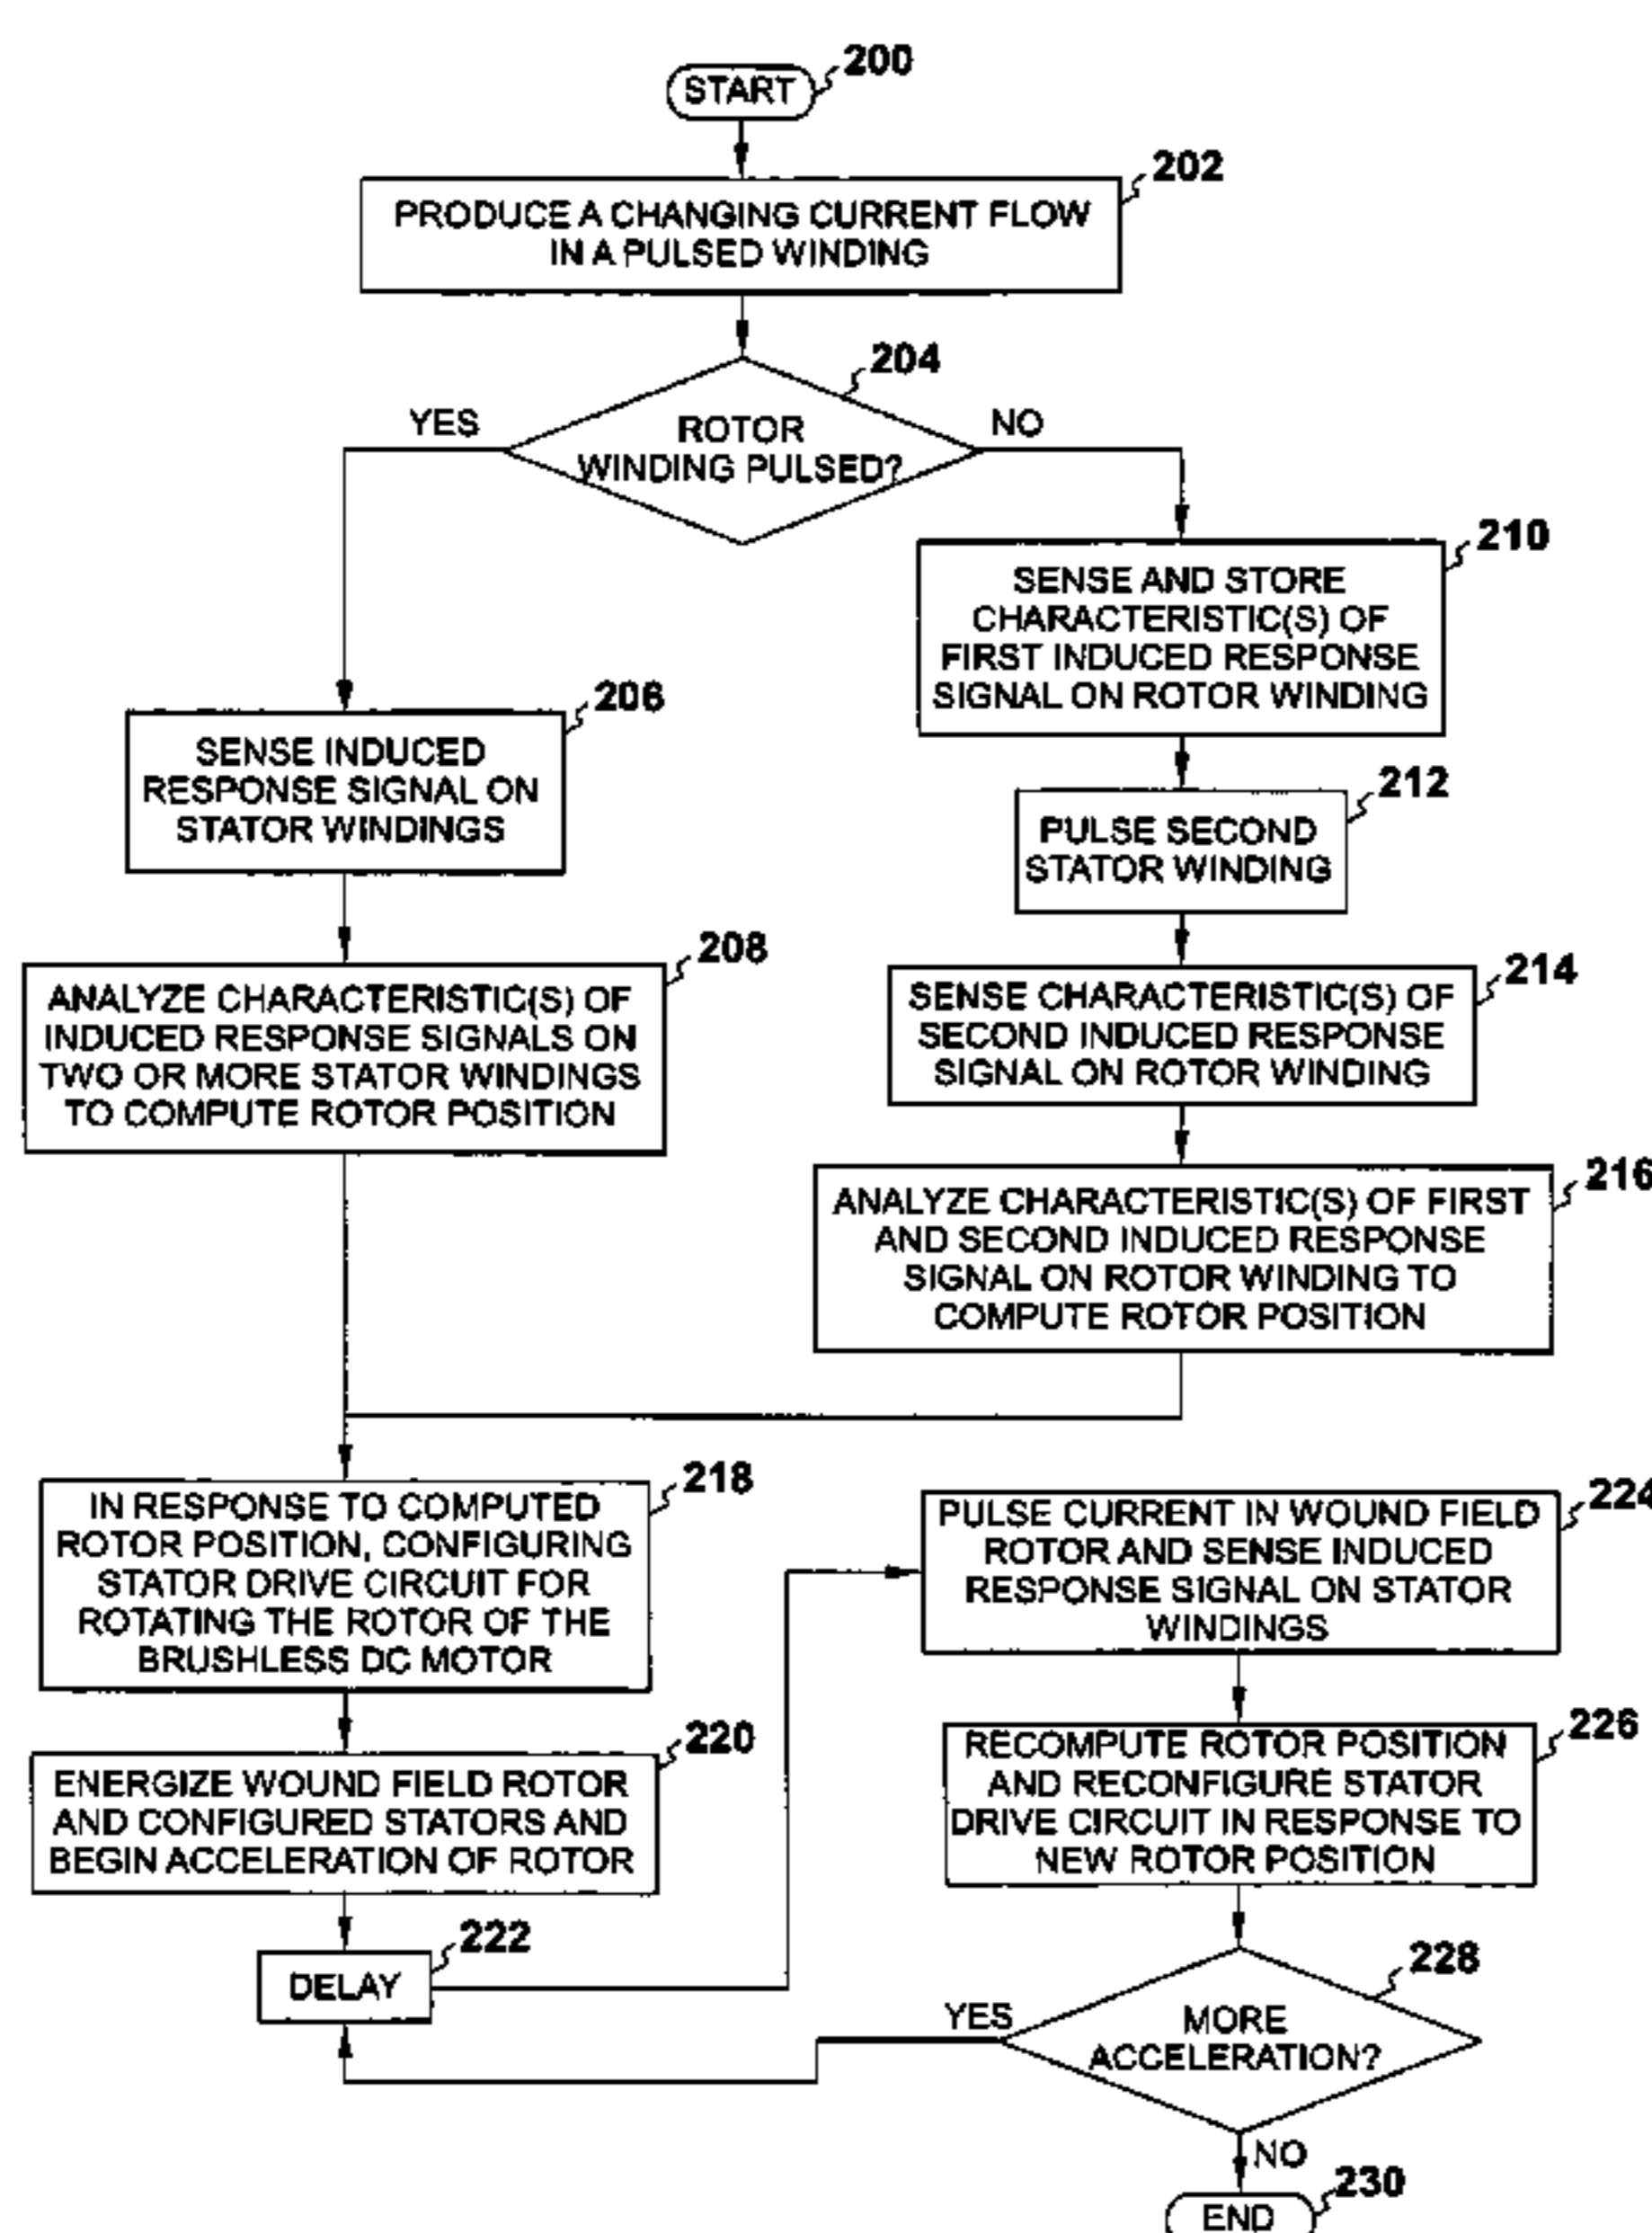 START
200
PRODUCE A CHANGING CURRENT FLOW
IN A PULSED WINDING
202
ROTOR
WINDING PULSED?
204
YES
NO
SENSE INDUCED
RESPONSE SIGNAL ON
STATOR WINDINGS
206
ANALYZE CHARACTERISTIC(S) OF
INDUCED RESPONSE SIGNALS ON
TWO OR MORE STATOR WINDINGS
TO COMPUTE ROTOR POSITION
208
SENSE AND STORE
CHARACTERISTIC(S) OF
FIRST INDUCED RESPONSE
SIGNAL ON ROTOR WINDING
210
PULSE SECOND
STATOR WINDING
212
SENSE CHARACTERISTIC(S) OF
SECOND INDUCED RESPONSE
SIGNAL ON ROTOR WINDING
214
ANALYZE CHARACTERISTIC(S) OF FIRST
AND SECOND INDUCED RESPONSE
SIGNAL ON ROTOR WINDING TO
COMPUTE ROTOR POSITION
216
IN RESPONSE TO COMPUTED
ROTOR POSITION, CONFIGURING
STATOR DRIVE CIRCUIT FOR
ROTATING THE ROTOR OF THE
BRUSHLESS DC MOTOR
218
ENERGIZE WOUND FIELD ROTOR
AND CONFIGURED STATORS AND
BEGIN ACCELERATION OF ROTOR
220
DELAY
222
PULSE CURRENT IN WOUND FIELD
ROTOR AND SENSE INDUCED
RESPONSE SIGNAL ON STATOR
WINDINGS
224
RECOMPUTE ROTOR POSITION
AND RECONFIGURE STATOR
DRIVE CIRCUIT IN RESPONSE TO
NEW ROTOR POSITION
226
MORE
ACCELERATION?
228
YES
NO
END
230